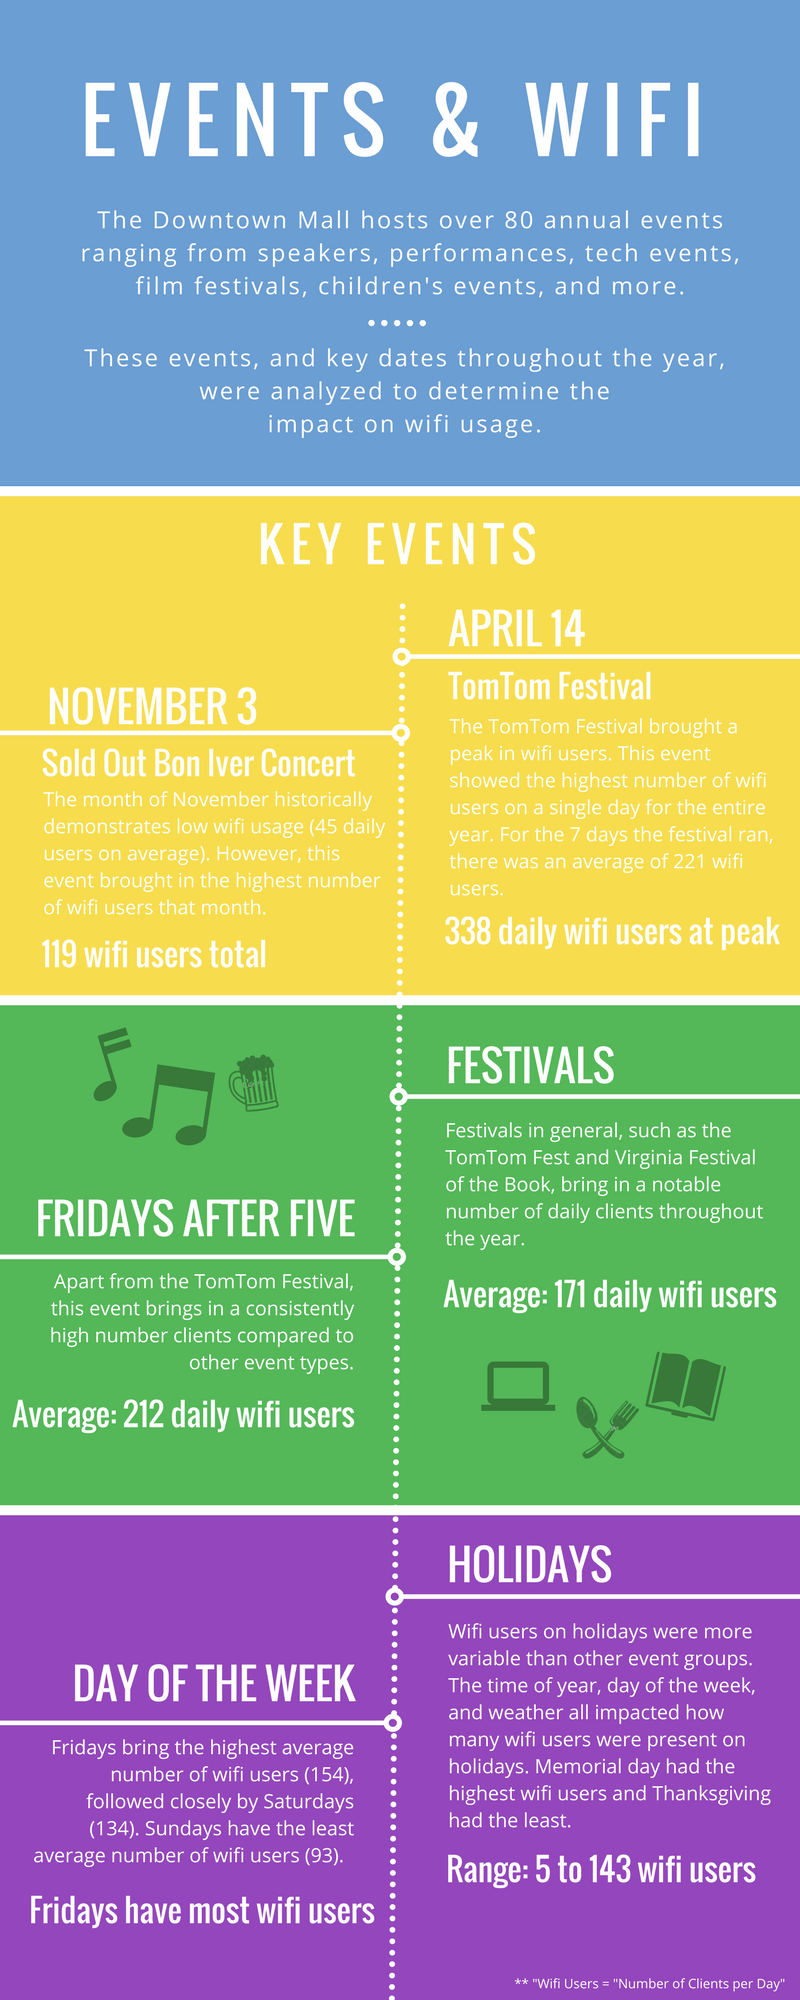 EVENTS & WIFI
The Downtown Mall hosts over 80 annual events
ranging from speakers, performances, tech events,
film festivals, children's events, and more.
These events, and key dates throughout the year,
were analyzed to determine the
impact on wifi usage.
KEY EVENTS
APRIL 14
TomTom Festival
The TomTom Festival brought a
peak in wifi users. This event
showed the highest number of wifi
users on a single day for the entire
year. For the 7 days the festival ran,
there was an average of 221 wifi
users.
338 daily wifi users at peak
NOVEMBER 3
Sold Out Bon Iver Concert
The month of November historically
demonstrates low wifi usage (45 daily
users on average). However, this
event brought in the highest number
of wifi users that month.
119 wifi users total
FESTIVALS
Festivals in general, such as the
TomTom Fest and Virginia Festival
of the Book, bring in a notable
number of daily clients throughout
the year.
Average: 171 daily wifi users
FRIDAYS AFTER FIVE
Apart from the TomTom Festival,
this event brings in a consistently
high number clients compared to
other event types.
Average: 212 daily wifi users
HOLIDAYS
Wifi users on holidays were more
variable than other event groups.
The time of year, day of the week,
and weather all impacted how
many wifi users were present on
holidays. Memorial day had the
highest wifi users and Thanksgiving
had the least.
Range: 5 to 143 wifi users
DAY OF THE WEEK
Fridays bring the highest average
number of wifi users (154),
followed closely by Saturdays
(134). Sundays have the least
average number of wifi users (93).
Fridays have most wifi users
** "Wifi Users = "Number of Clients per Day"